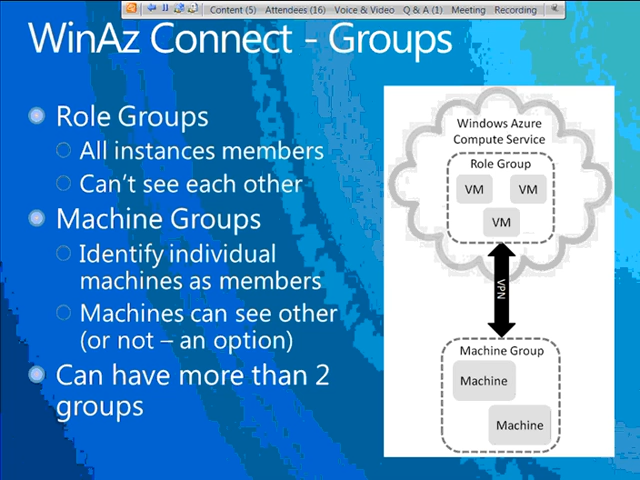 Content (5) Attendees (16) Voice & Video Q & A (1) Meeting Recording
WinAz Connect - Groups
Role Groups
All instances members
Can't see each other
Machine Groups
Identify individual
machines as members
Machines can see other
(or not – an option)
Can have more than 2
groups
Windows Azure
Compute Service
Role Group
VM VM
VM
VPN
Machine Group
Machine
Machine